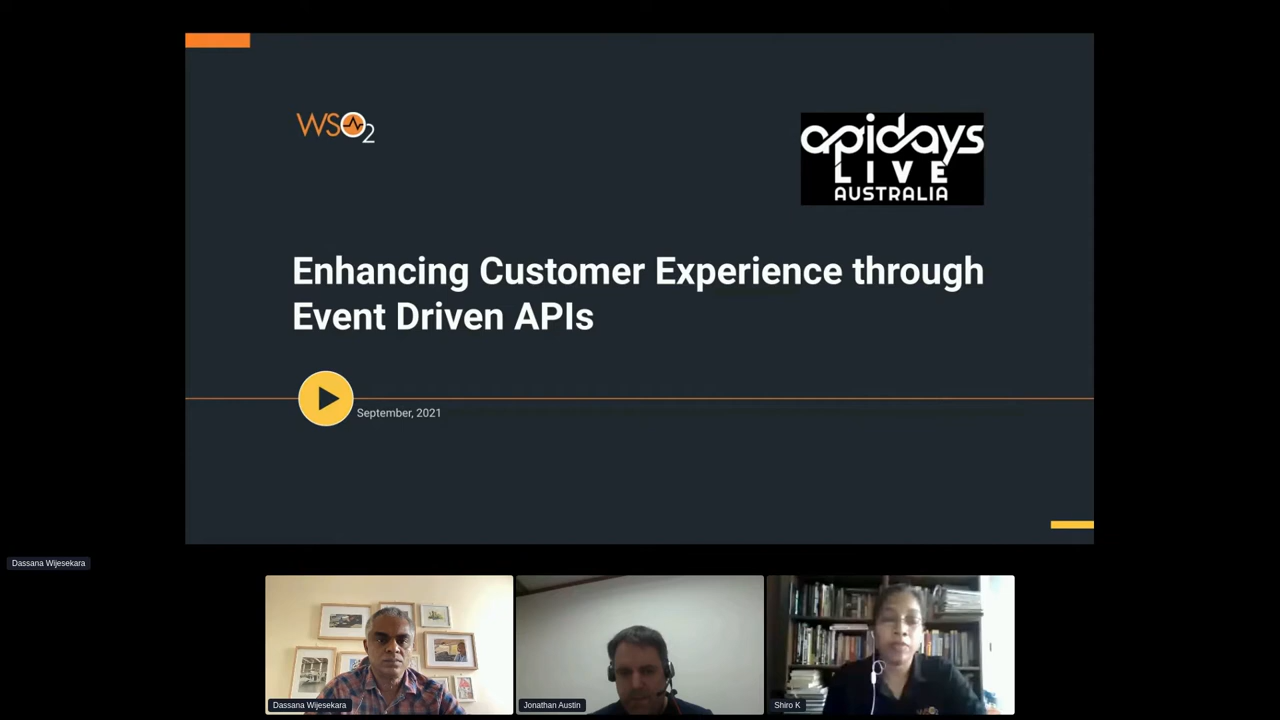 WSO2
apidays
LIVE
AUSTRALIA
Enhancing Customer Experience through
Event Driven APIs
September, 2021
Dassana Wijesekara
Dassana Wijesekara
Jonathan Austin
Shiro K